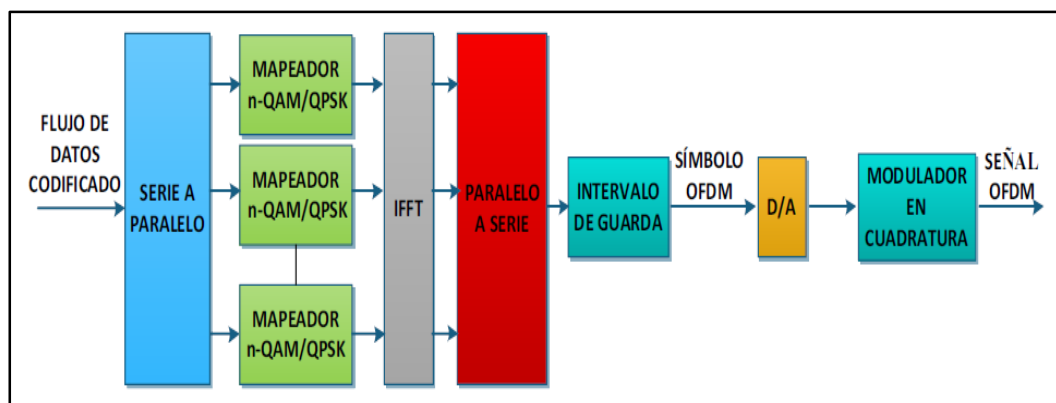 FLUJO DE
DATOS
CODIFICADO
SERIE A
PARALELO
MAPEADOR
n-QAM/QPSK
MAPEADOR
n-QAM/QPSK
MAPEADOR
n-QAM/QPSK
IFFT
PARALELO
A SERIE
INTERVALO
DE GUARDA
SÍMBOLO
OFDM
D/A
MODULADOR
EN
CUADRATURA
SEÑAL
OFDM